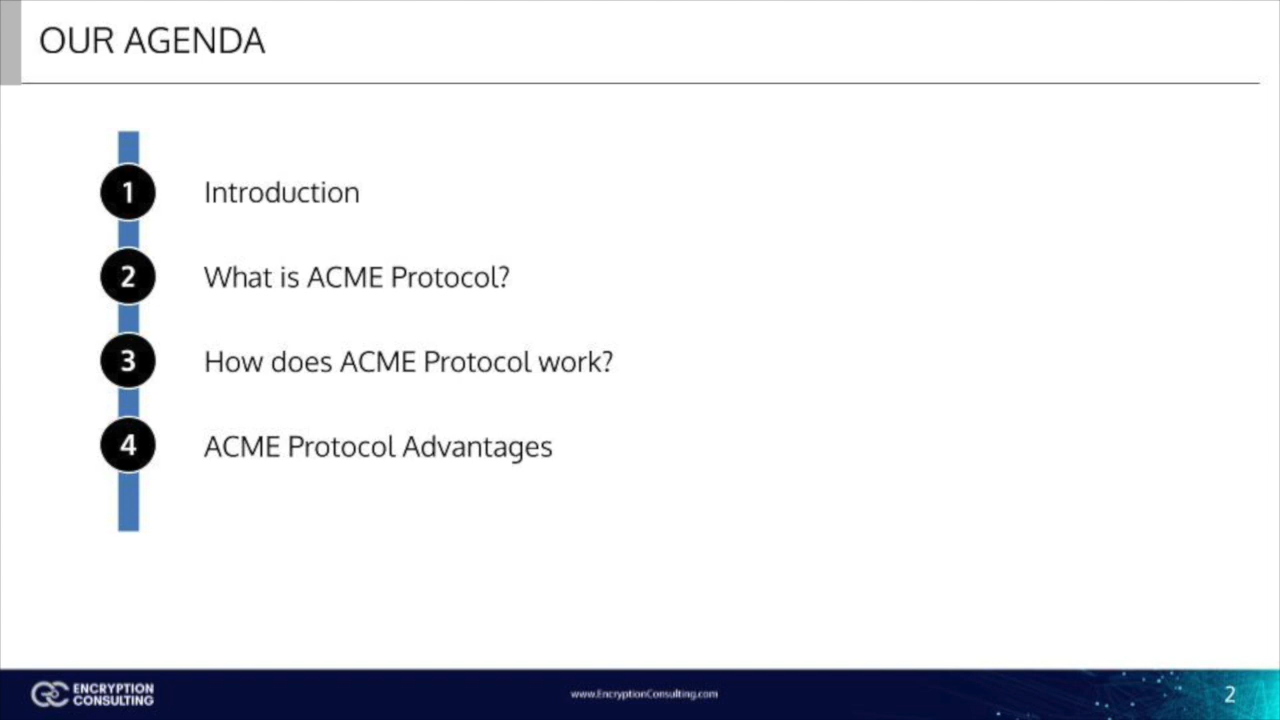 OUR AGENDA
1 Introduction
2 What is ACME Protocol?
3 How does ACME Protocol work?
4 ACME Protocol Advantages
ENCRYPTION
CONSULTING
www.EncryptionConsulting.com
2